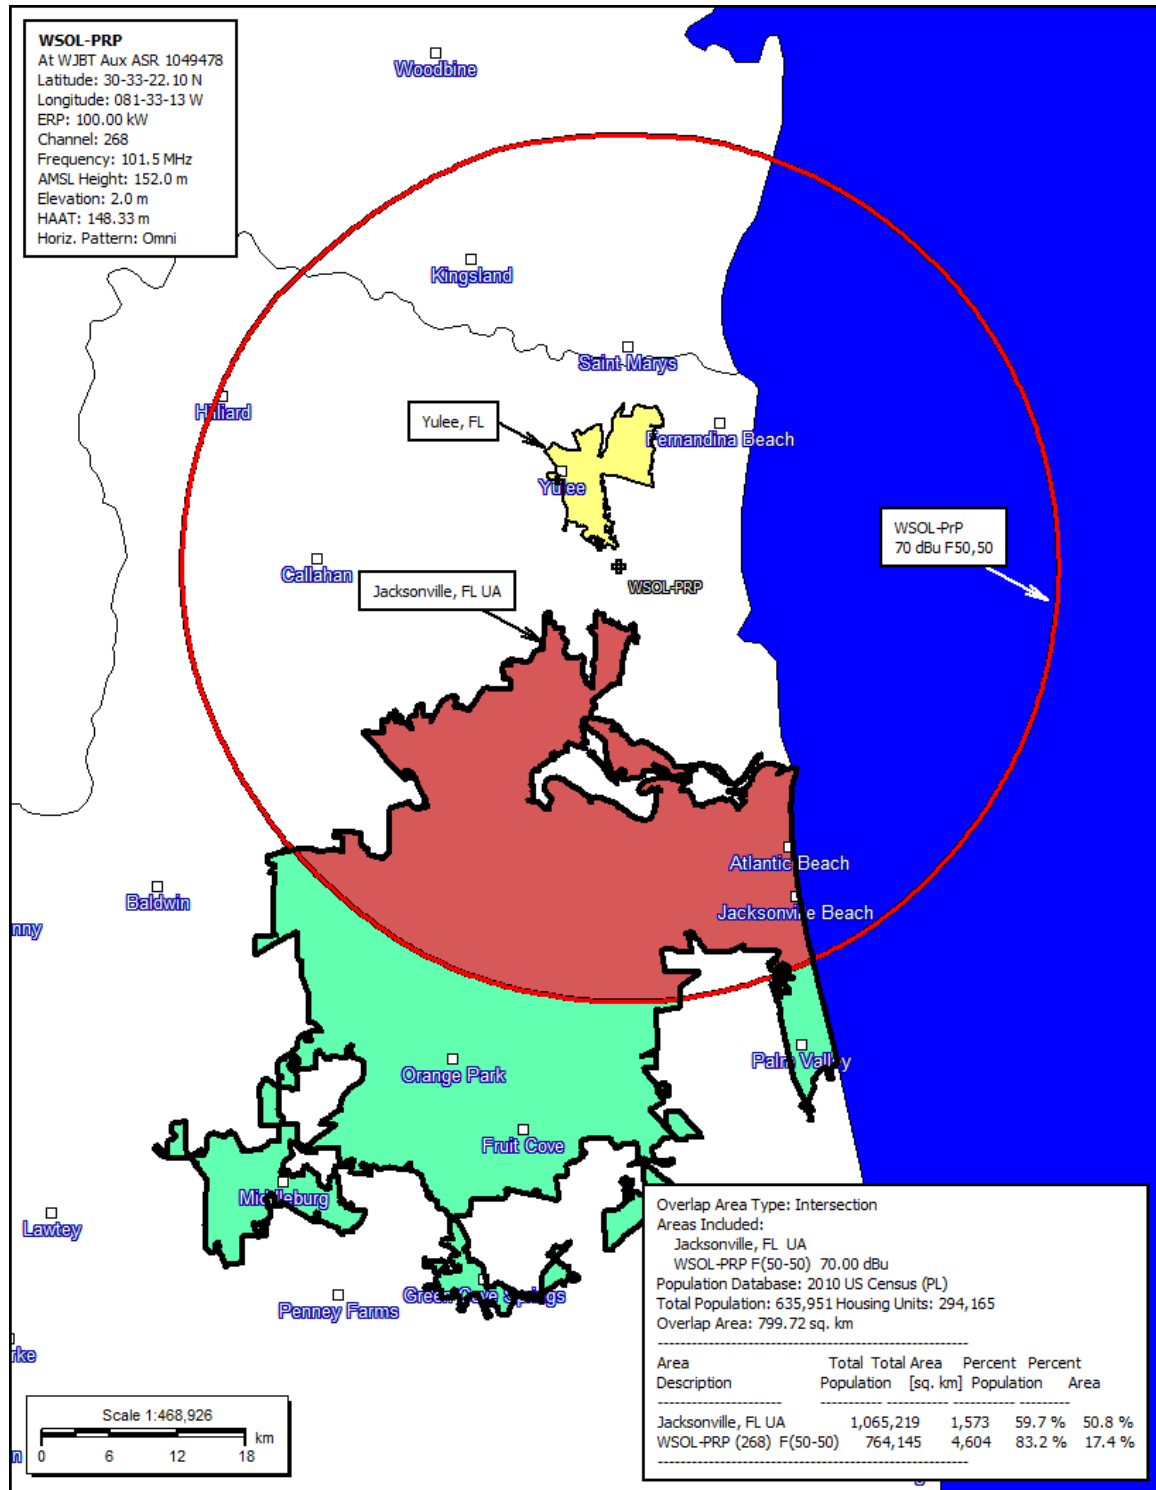 WSOL-PRP
At WJBT Aux ASR 1049478
Latitude: 30-33-22.10 N
Longitude: 081-33-13 W
ERP: 100.00 kW
Channel: 268
Frequency: 101.5 MHz
AMSL Height: 152.0 m
Elevation: 2.0 m
HAAT: 148.33 m
Horiz. Pattern: Omni
Woodbine
Kingsland
Saint Marys
Hilliard
Yulee, FL
Fernandina Beach
Yulee
WSOL-PrP
70 dBu F50,50
Callahan
WSOL-PRP
Jacksonville, FL UA
Atlantic Beach
Baldwin
Jacksonville Beach
nny
Orange Park
Palm Valley
Fruit Cove
Middleburg
Lawtey
Green Cove Springs
Penney Farms
rke
Scale 1:468,926
km
0 6 12 18
n
Overlap Area Type: Intersection
Areas Included:
Jacksonville, FL UA
WSOL-PRP F(50-50) 70.00 dBu
Population Database: 2010 US Census (PL)
Total Population: 635,951 Housing Units: 294,165
Overlap Area: 799.72 sq. km
Area Total Total Area Percent Percent
Description Population [sq. km] Population Area
Jacksonville, FL UA 1,065,219 1,573 59.7 % 50.8 %
WSOL-PRP (268) F(50-50) 764,145 4,604 83.2 % 17.4 %